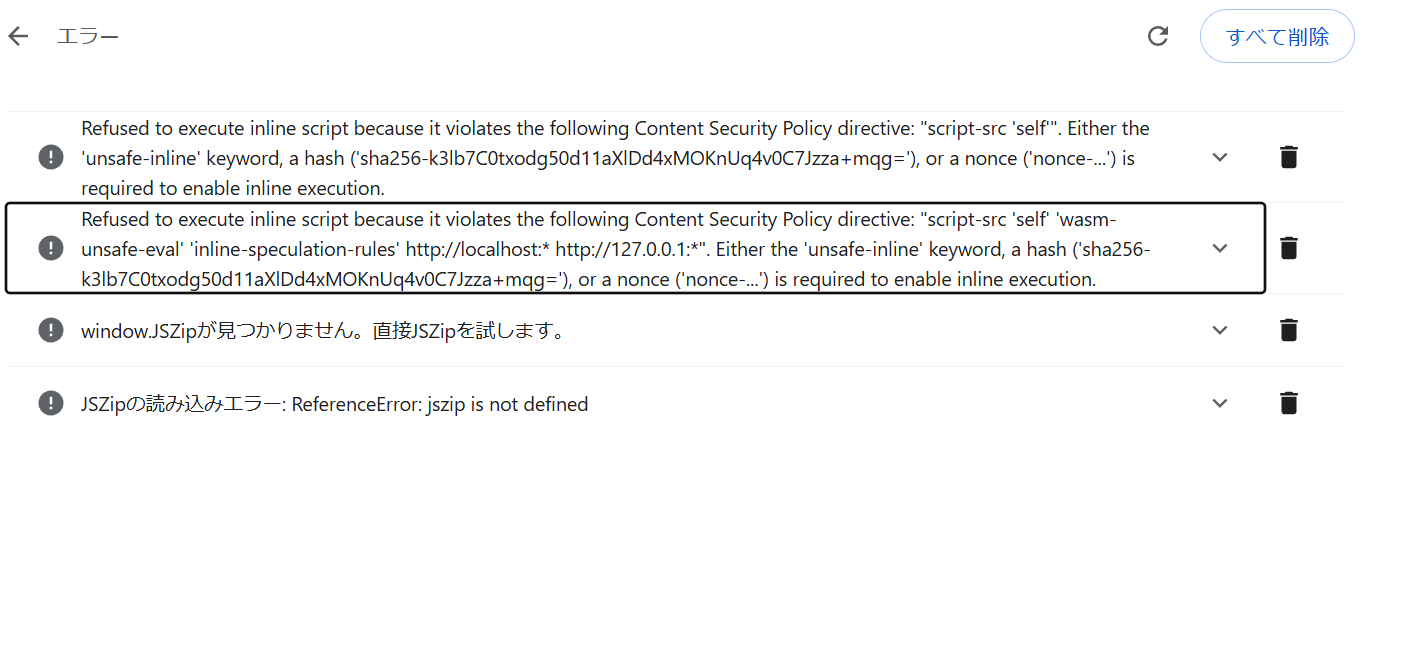 エラー
すべて削除
Refused to execute inline script because it violates the following Content Security Policy directive: "script-src 'self'". Either the
'unsafe-inline' keyword, a hash ('sha256-k3lb7C0txodg50d11aXlDd4xMOKnUq4v0C7Jzza+mqg='), or a nonce ('nonce-...') is
required to enable inline execution.
Refused to execute inline script because it violates the following Content Security Policy directive: "script-src 'self' 'wasm-
unsafe-eval' 'inline-speculation-rules' http://localhost:* http://127.0.0.1:*". Either the 'unsafe-inline' keyword, a hash ('sha256-
k3lb7C0txodg50d11aXlDd4xMOKnUq4v0C7Jzza+mqg='), or a nonce ('nonce-...') is required to enable inline execution.
window.JSZipが見つかりません。直接JSZipを試します。
JSZipの読み込みエラー: ReferenceError: jszip is not defined